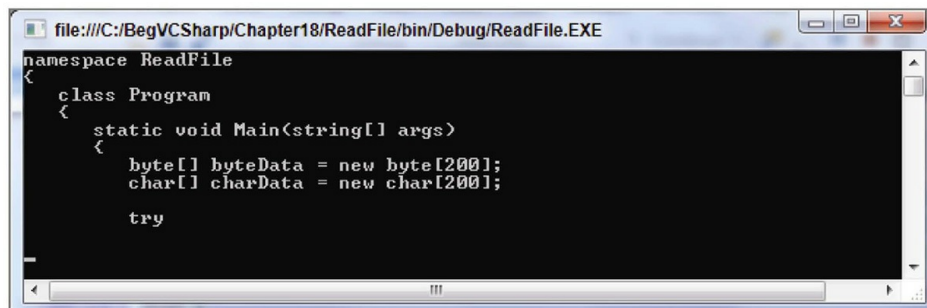 file:///C:/BegVCSharp/Chapter18/ReadFile/bin/Debug/ReadFile.EXE
namespace ReadFile
{
class Program
{
static void Main(string[] args)
{
byte[] byteData = new byte[200];
char[] charData = new char[200];
try